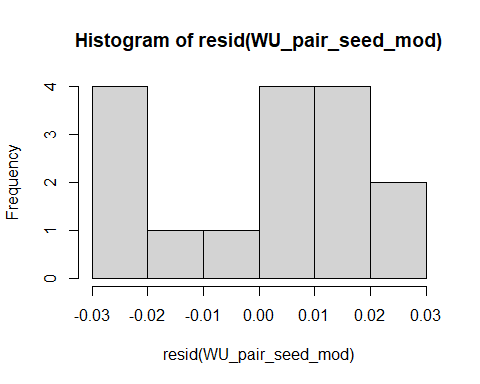 Histogram of resid(WU_pair_seed_mod)
Frequency
4
3
2
1
0
-0.03 -0.02 -0.01 0.00 0.01 0.02 0.03
resid(WU_pair_seed_mod)